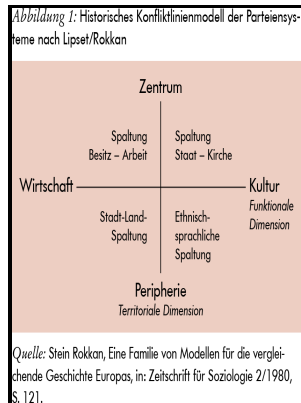 Abbildung 1: Historisches Konfliktlinienmodell der Parteiensys-
teme nach Lipset/Rokkan
Zentrum
Spaltung
Besitz – Arbeit
Spaltung
Staat – Kirche
Wirtschaft
Kultur
Funktionale
Dimension
Stadt-Land-
Spaltung
Ethnisch-
sprachliche
Spaltung
Peripherie
Territoriale Dimension
Quelle: Stein Rokkan, Eine Familie von Modellen für die verglei-
chende Geschichte Europas, in: Zeitschrift für Soziologie 2/1980,
S. 121.